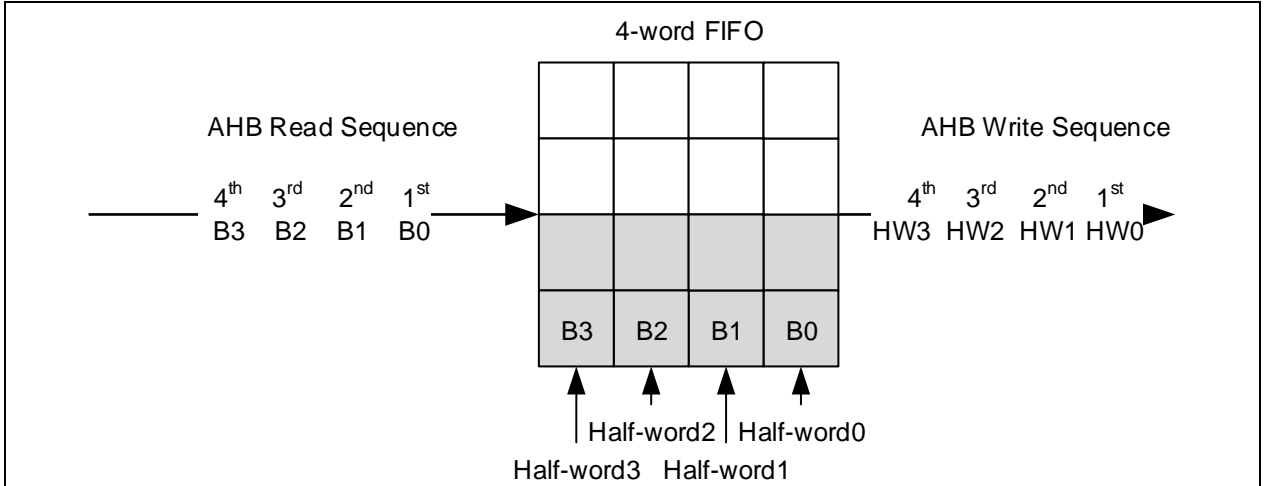 4-word FIFO
AHB Read Sequence
AHB Write Sequence
4th 3rd 2nd 1st
B3 B2 B1 B0
4th 3rd 2nd 1st
HW3 HW2 HW1 HW0
B3 B2 B1 B0
Half-word2 Half-word0
Half-word3 Half-word1